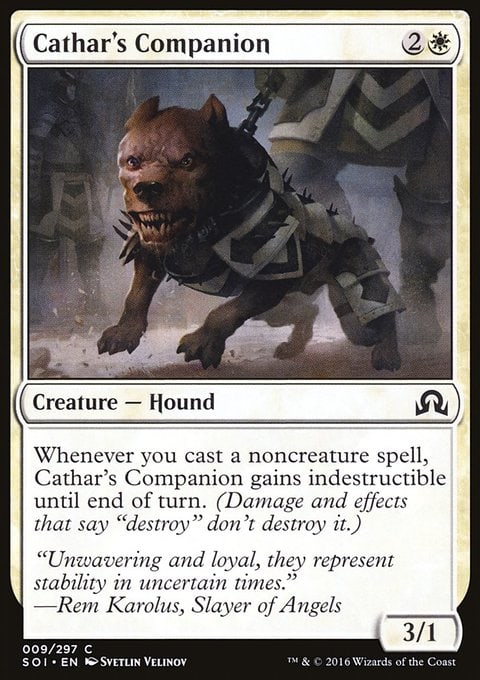 Cathar's Companion 2
Creature — Hound
Whenever you cast a noncreature spell,
Cathar's Companion gains indestructible
until end of turn. (Damage and effects
that say “destroy” don't destroy it.)
“Unwavering and loyal, they represent
stability in uncertain times.”
—Rem Karolus, Slayer of Angels
3/1
009/297 C
SOI • EN Svetlin Velinov
™ & © 2016 Wizards of the Coast